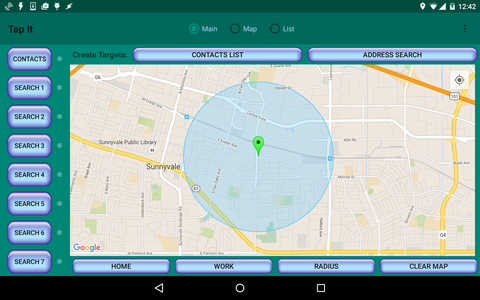 12:42
Tap It
Main
Map
List
Create Targets:
CONTACTS LIST
ADDRESS SEARCH
CONTACTS
SEARCH 1
SEARCH 2
SEARCH 3
SEARCH 4
SEARCH 5
SEARCH 6
SEARCH 7
G6
101
Sunnyvale Public Library
Sunnyvale
82
G4
Google
HOME
WORK
RADIUS
CLEAR MAP